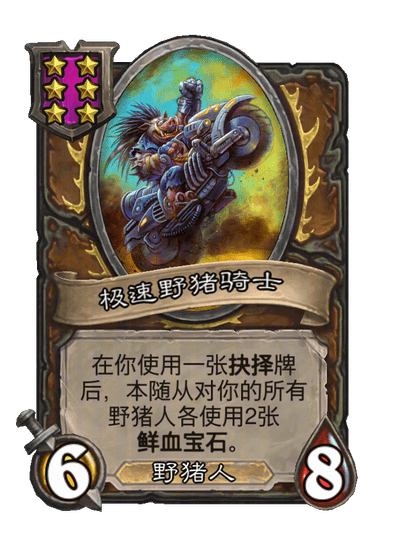 极速野猪骑士
在你使用一张抉择牌
后，本随从对你的所有
野猪人各使用2张
鲜血宝石。
6
野猪人
8